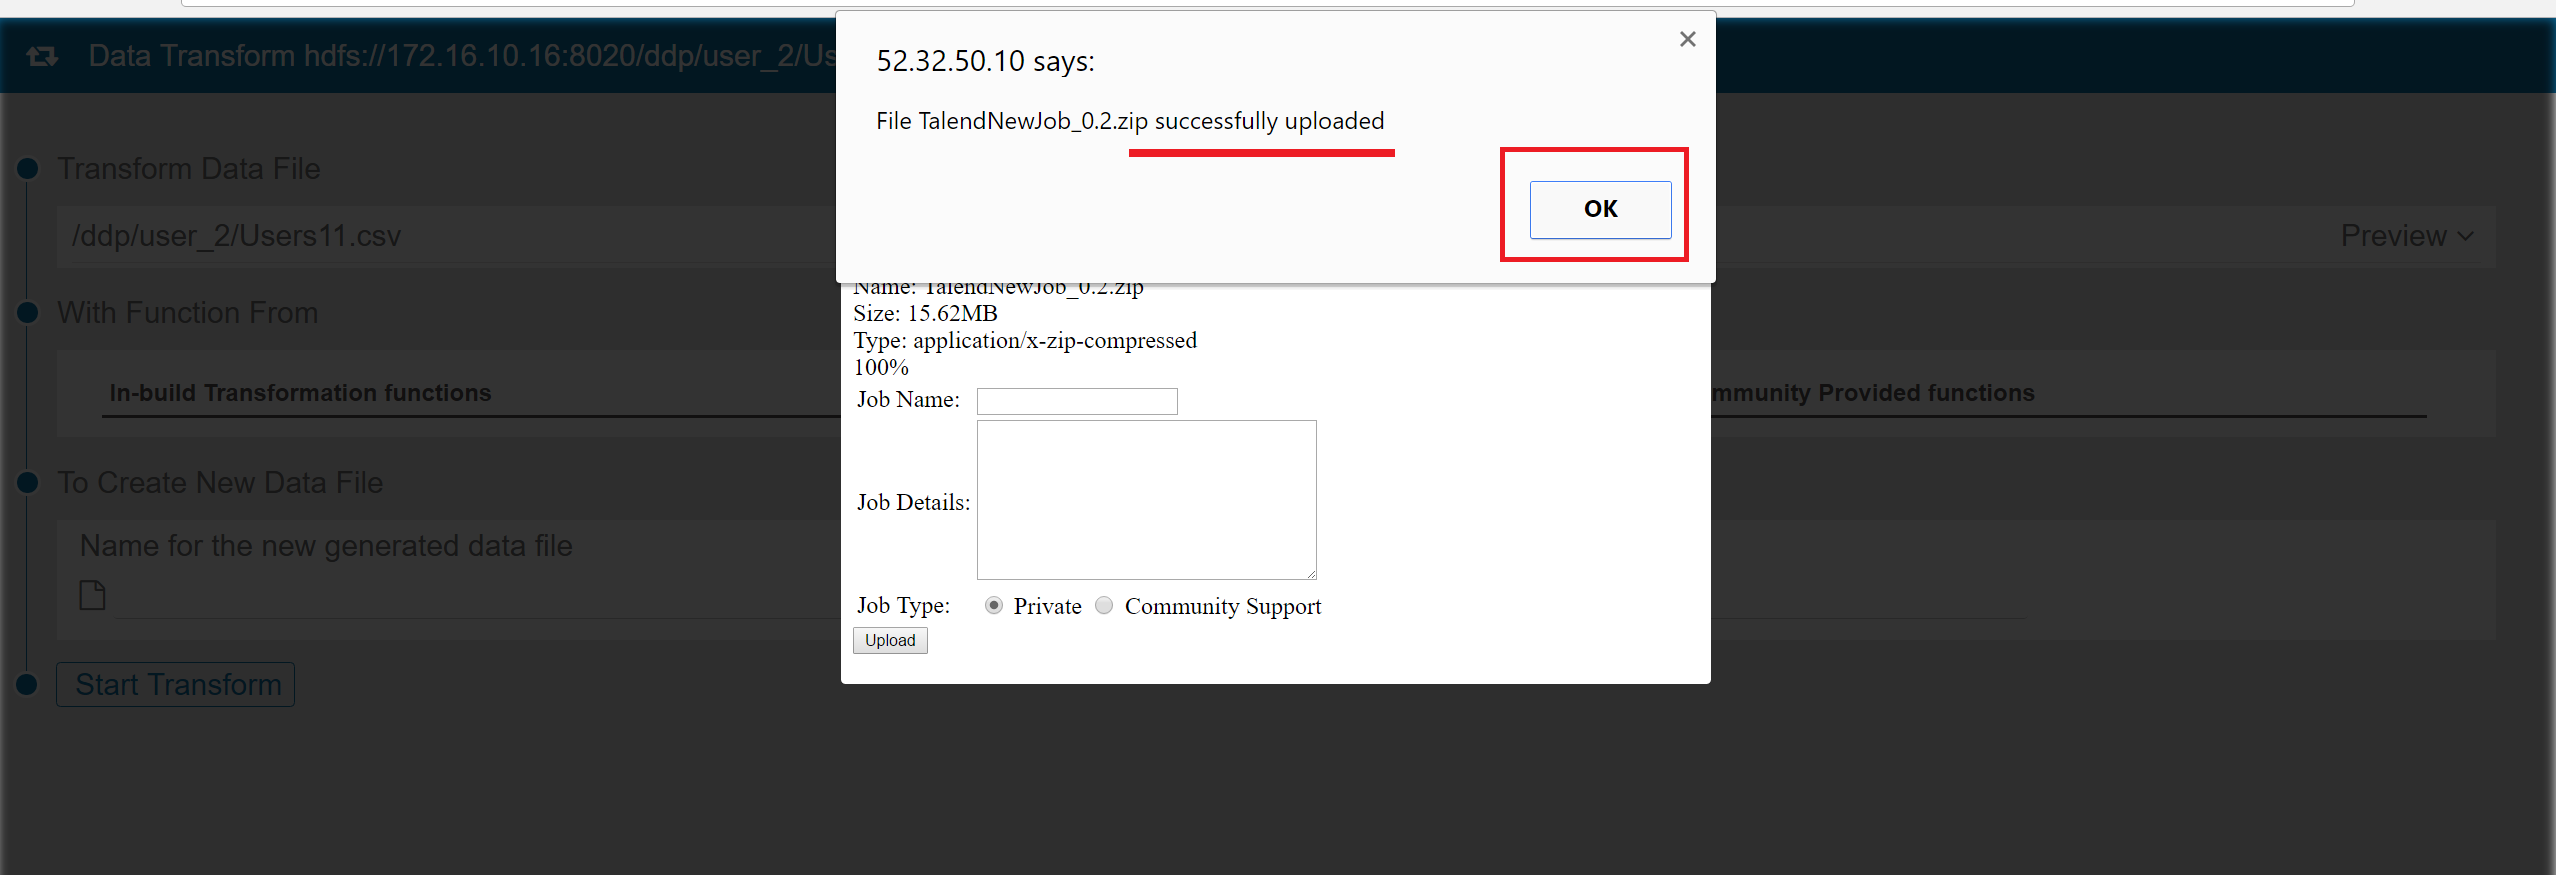 Data Transform hdfs://172.16.10.16:8020/ddp/user_2/Us
52.32.50.10 says:
File TalendNewJob_0.2.zip successfully uploaded
OK
Transform Data File
/ddp/user_2/Users11.csv
Preview
With Function From
In-build Transformation functions
mmunity Provided functions
To Create New Data File
Name for the new generated data file
Start Transform
Name: TalendNewJob_0.2.zip
Size: 15.62MB
Type: application/x-zip-compressed
100%
Job Name:
Job Details:
Job Type: Private Community Support
Upload